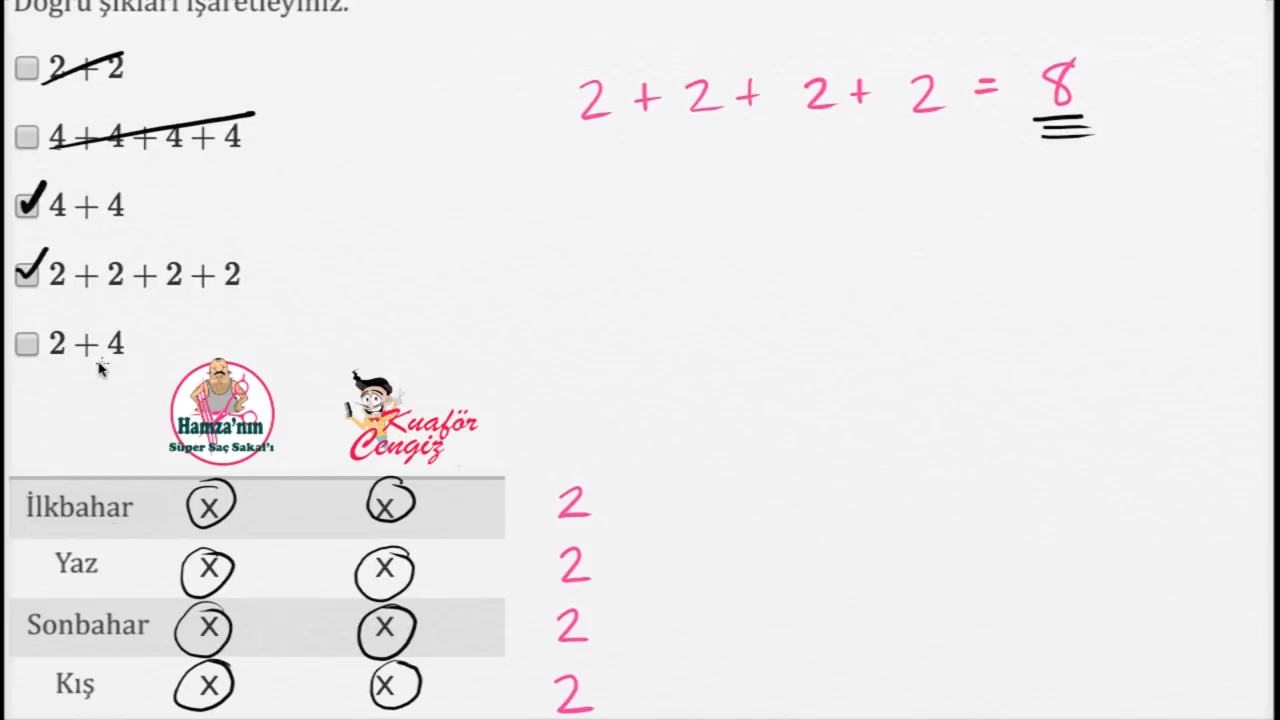 Doğru şıkları işaretleyiniz.
2 + 2
2 + 2 + 2 + 2 = 8
4 + 4 + 4 + 4
4 + 4
2 + 2 + 2 + 2
2 + 4
Hamza'nın
Süper Saç Sakal'ı
Kuaför
Cengiz
İlkbahar X X 2
Yaz X X 2
Sonbahar X X 2
Kış X X 2